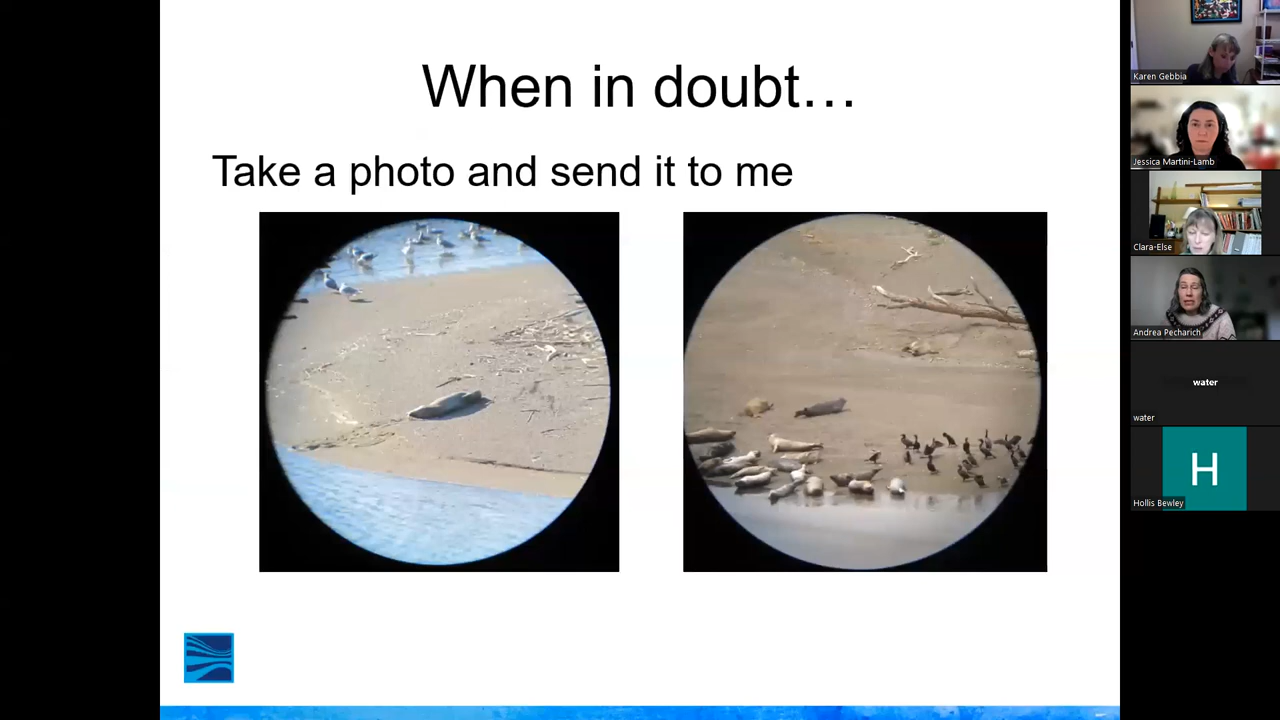 When in doubt…
Take a photo and send it to me
Karen Gebbia
Jessica Martini-Lamb
Clara-Else
Andrea Pecharich
water
water
H
Hollis Bewley